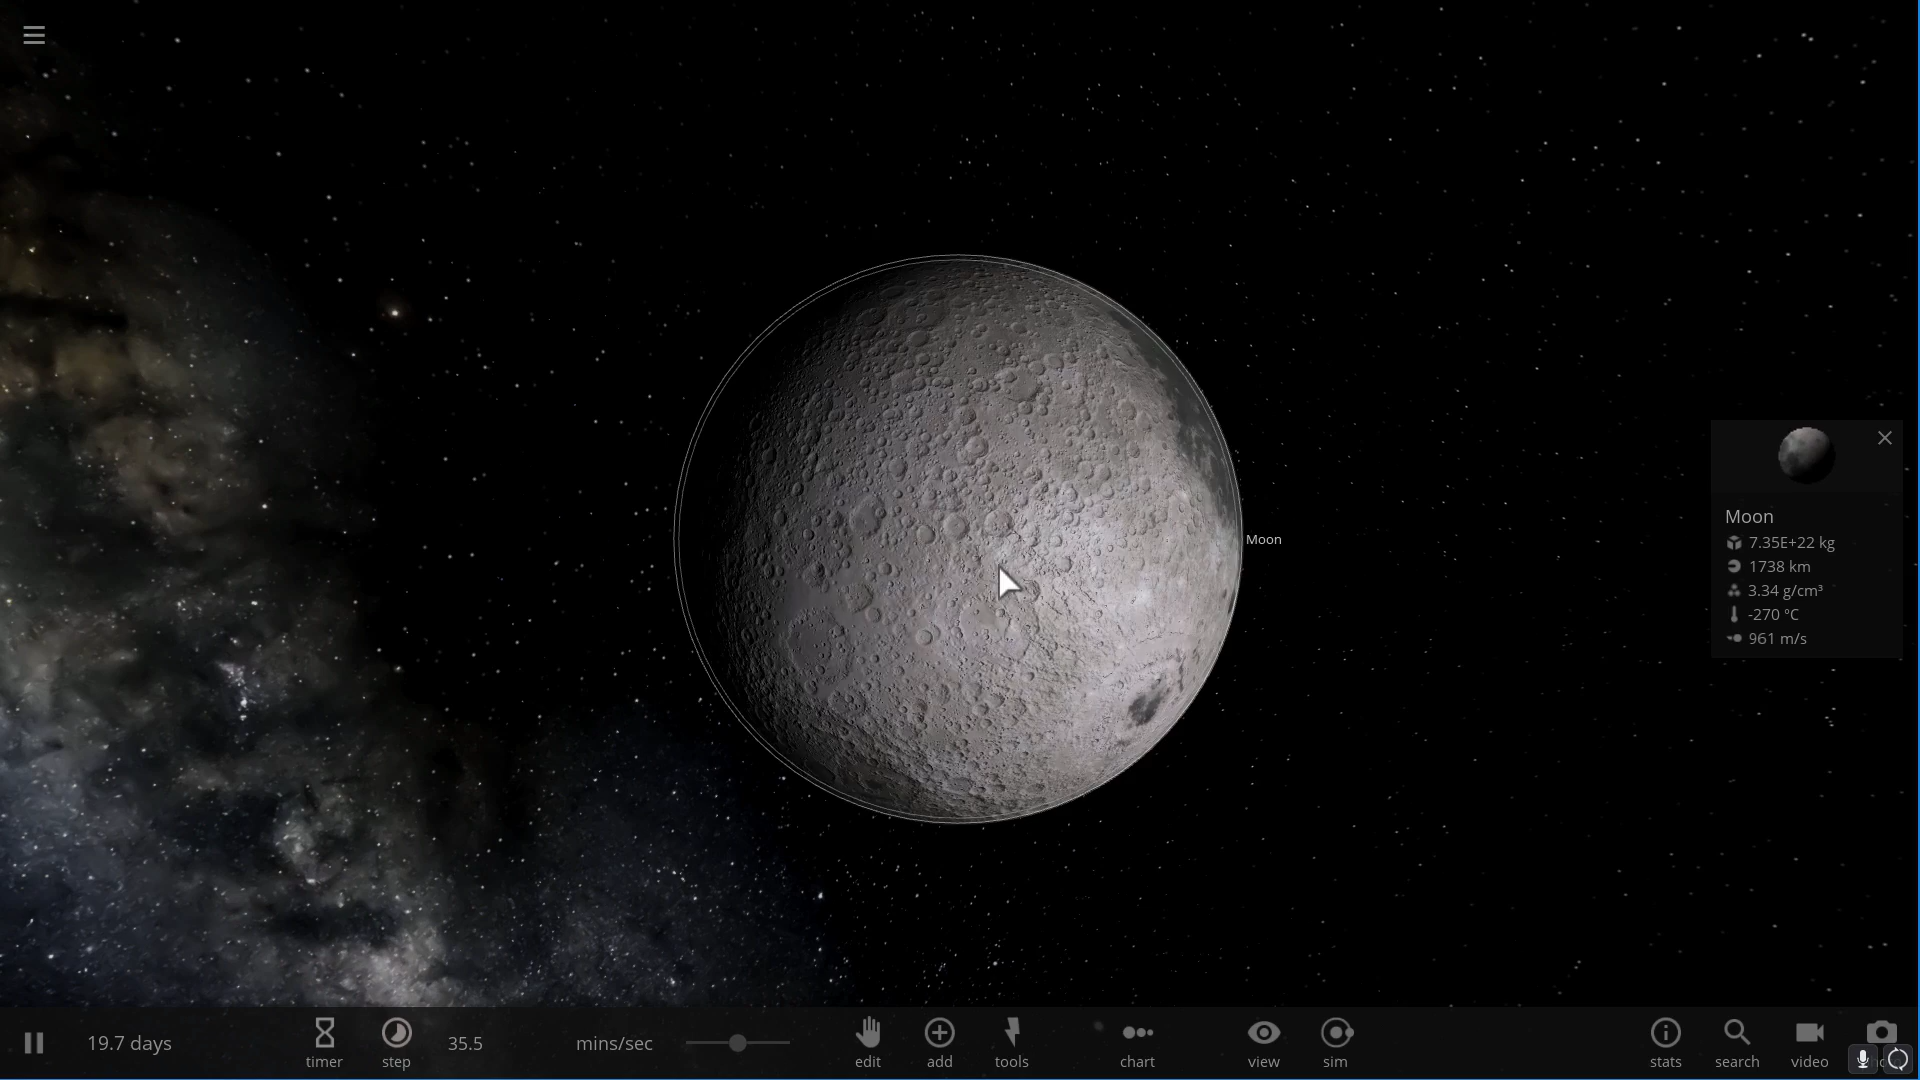 Moon
Moon
7.35E+22 kg
1738 km
3.34 g/cm³
-270 °C
961 m/s
19.7 days
timer
step
35.5
mins/sec
edit
add
tools
chart
view
sim
stats
search
video